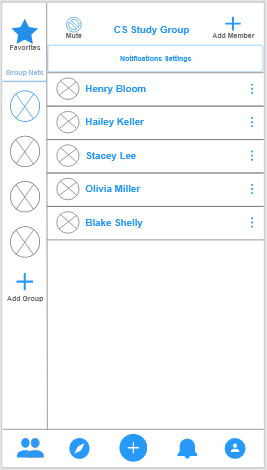 Favorites
Group Nets
Add Group
Mute
CS Study Group
Add Member
Notifications Settings
Henry Bloom
Hailey Keller
Stacey Lee
Olivia Miller
Blake Shelly